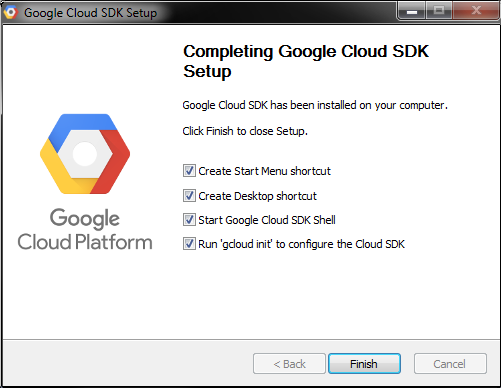 Google Cloud SDK Setup
Completing Google Cloud SDK
Setup
Google Cloud SDK has been installed on your computer.
Click Finish to close Setup.
Create Start Menu shortcut
Create Desktop shortcut
Start Google Cloud SDK Shell
Run 'gcloud init' to configure the Cloud SDK
Google
Cloud Platform
< Back
Finish
Cancel